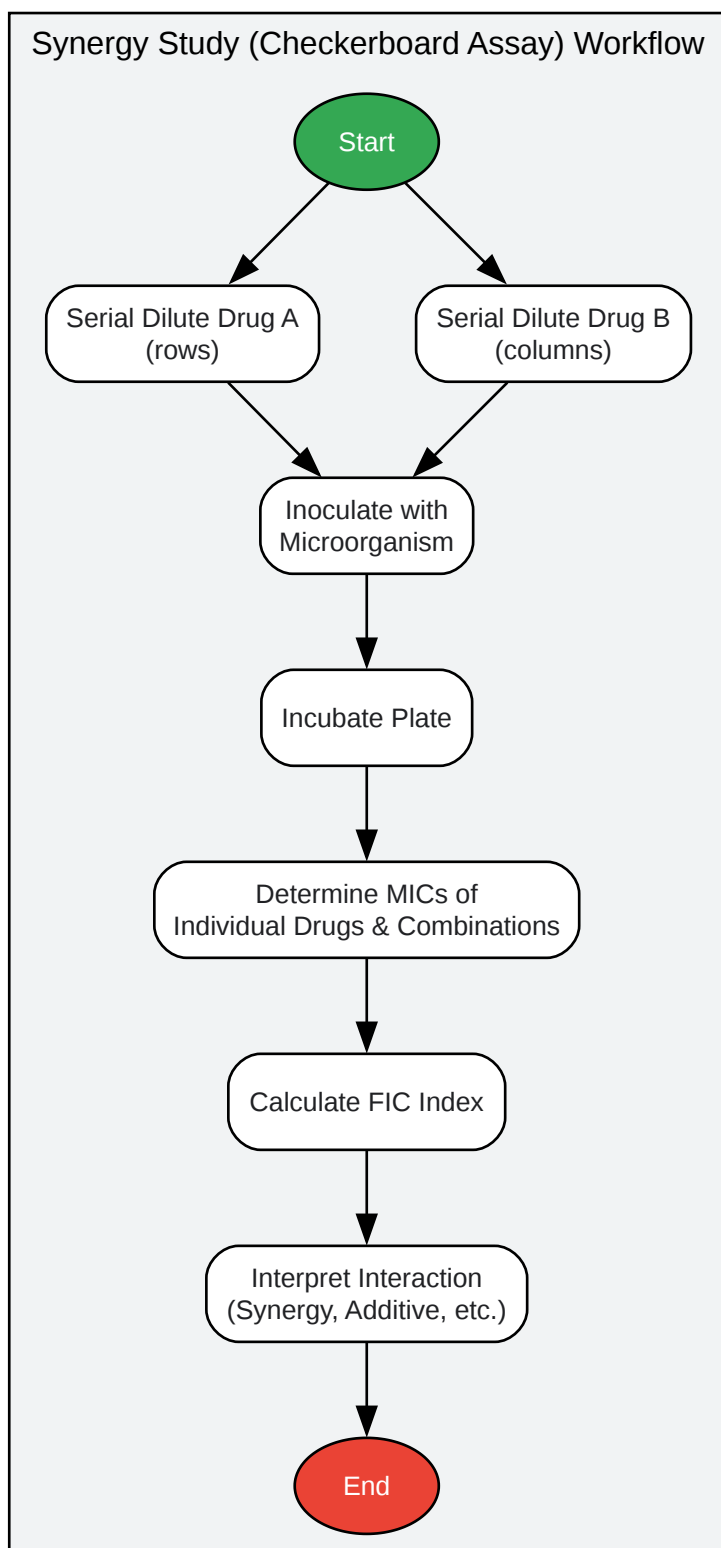 Synergy Study (Checkerboard Assay) Workflow
Start
Serial Dilute Drug A
(rows)
Serial Dilute Drug B
(columns)
Inoculate with
Microorganism
Incubate Plate
Determine MICs of
Individual Drugs & Combinations
Calculate FIC Index
Interpret Interaction
(Synergy, Additive, etc.)
End